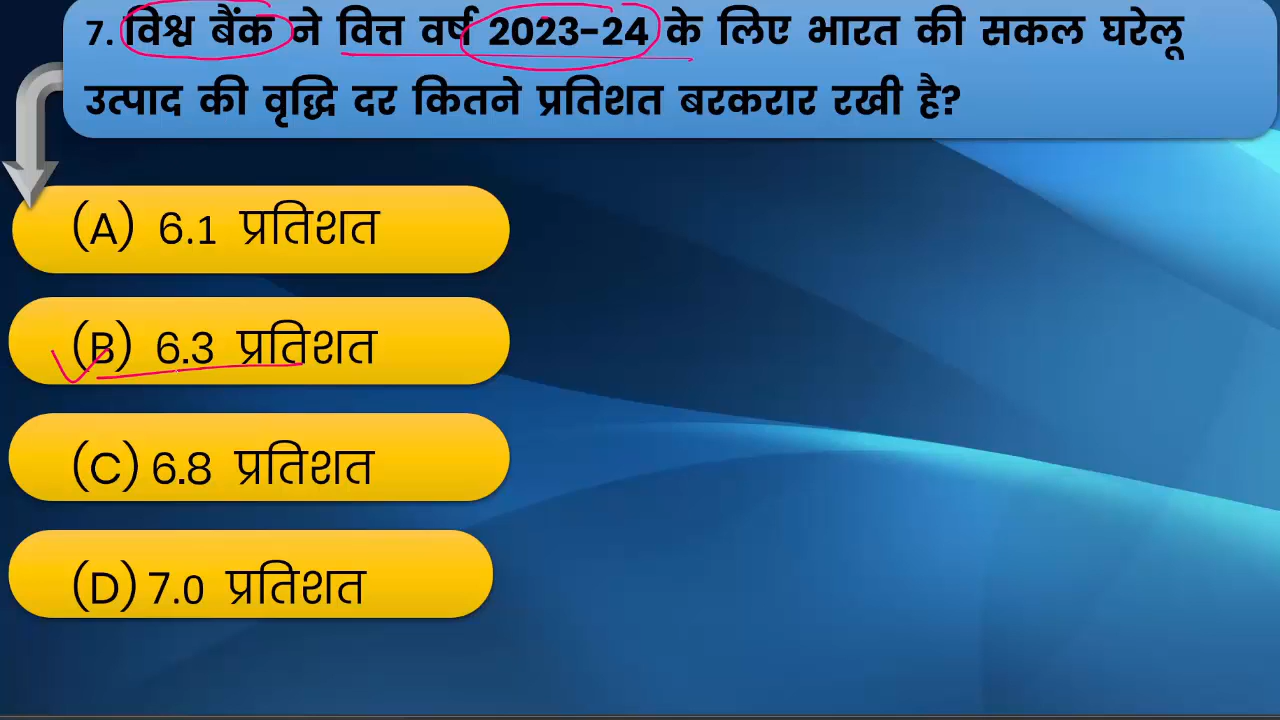 7. विश्व बैंक ने वित्त वर्ष 2023-24 के लिए भारत की सकल घरेलू
उत्पाद की वृद्धि दर कितने प्रतिशत बरकरार रखी है?
(A) 6.1 प्रतिशत
(B) 6.3 प्रतिशत
(C) 6.8 प्रतिशत
(D) 7.0 प्रतिशत